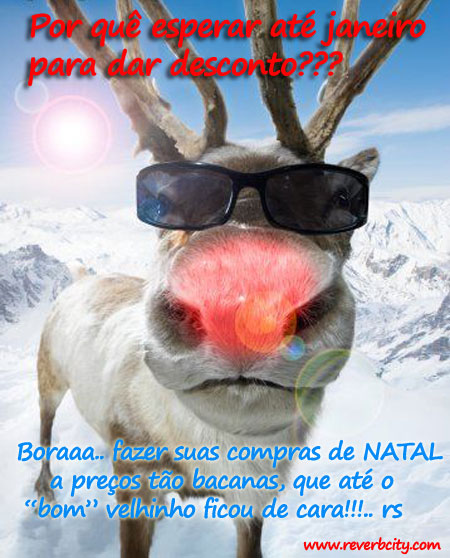 Por quê esperar até janeiro
para dar desconto???
Boraaa.. fazer suas compras de NATAL
a preços tão bacanas, que até o
“bom” velhinho ficou de cara!!!.. rs
www.reverbcity.com